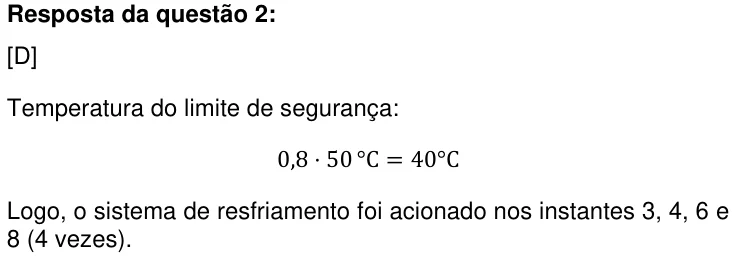 Resposta da questão 2:
[D]
Temperatura do limite de segurança:
0,8 · 50 °C = 40°C
Logo, o sistema de resfriamento foi acionado nos instantes 3, 4, 6 e
8 (4 vezes).